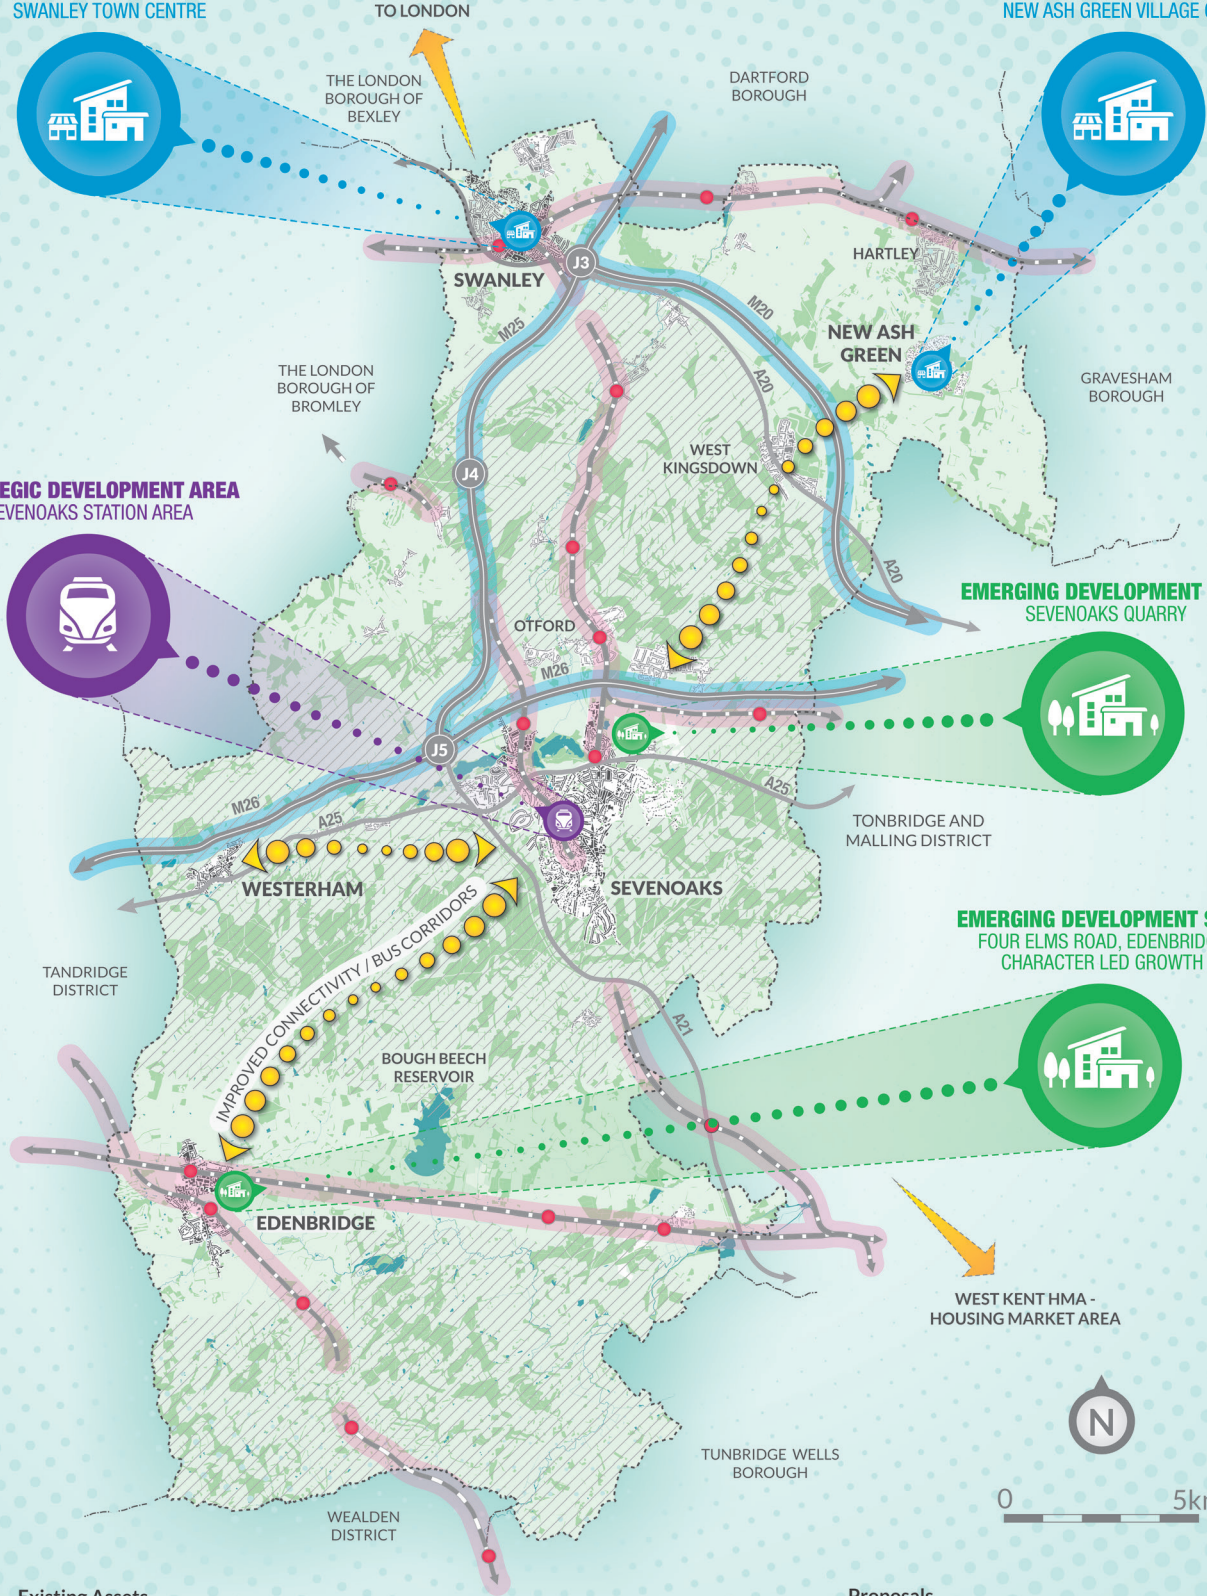 SWANLEY TOWN CENTRE
TO LONDON
NEW ASH GREEN VILLAGE
THE LONDON
BOROUGH OF
BEXLEY
DARTFORD
BOROUGH
HARTLEY
SWANLEY
J3
M25
M20
NEW ASH
GREEN
THE LONDON
BOROUGH OF
BROMLEY
A20
GRAVESHAM
BOROUGH
WEST
KINGSDOWN
J4
EGIC DEVELOPMENT AREA
EVENOAKS STATION AREA
A20
EMERGING DEVELOPMENT
SEVENOAKS QUARRY
OTFORD
M26
J5
A25
M26
A25
TONBRIDGE AND
MALLING DISTRICT
WESTERHAM
SEVENOAKS
IMPROVED CONNECTIVITY / BUS CORRIDORS
EMERGING DEVELOPMENT S
FOUR ELMS ROAD, EDENBRID
CHARACTER LED GROWTH
TANDRIDGE
DISTRICT
A21
BOUGH BEECH
RESERVOIR
EDENBRIDGE
WEST KENT HMA -
HOUSING MARKET AREA
N
TUNBRIDGE WELLS
BOROUGH
0 5km
WEALDEN
DISTRICT
Existing Assets
Proposals